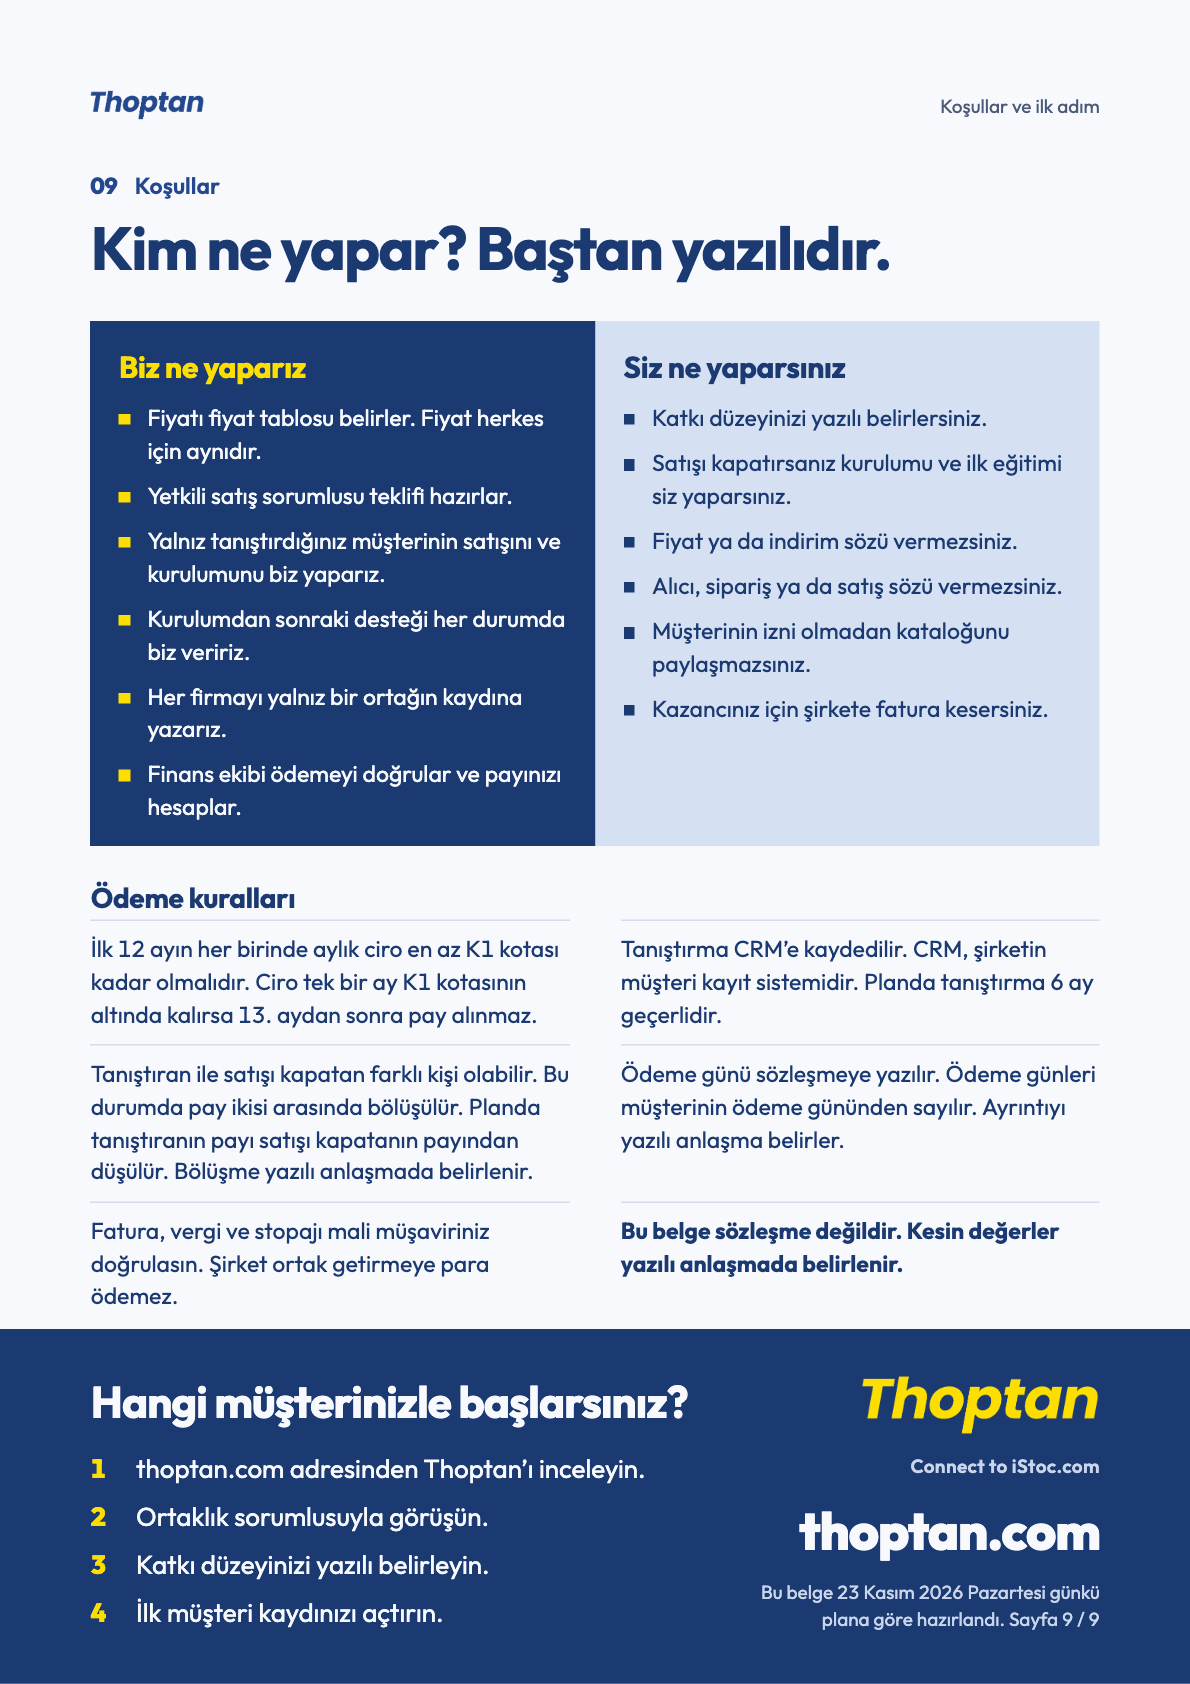 Thoptan
Koşullar ve ilk adım
09 Koşullar
Kim ne yapar? Baştan yazılıdır.
Biz ne yaparız
Fiyatı fiyat tablosu belirler. Fiyat herkes
için aynıdır.
Yetkili satış sorumlusu teklifi hazırlar.
Yalnız tanıştırdığınız müşterinin satışını ve
kurulumunu biz yaparız.
Kurulumdan sonraki desteği her durumda
biz veririz.
Her firmayı yalnız bir ortağın kaydına
yazarız.
Finans ekibi ödemeyi doğrular ve payınızı
hesaplar.
Siz ne yaparsınız
Katkı düzeyinizi yazılı belirlersiniz.
Satışı kapatırsanız kurulumu ve ilk eğitimi
siz yaparsınız.
Fiyat ya da indirim sözü vermezsiniz.
Alıcı, sipariş ya da satış sözü vermezsiniz.
Müşterinin izni olmadan kataloğunu
paylaşmazsınız.
Kazancınız için şirkete fatura kesersiniz.
Ödeme kuralları
İlk 12 ayın her birinde aylık ciro en az K1 kotası
kadar olmalıdır. Ciro tek bir ay K1 kotasının
altında kalırsa 13. aydan sonra pay alınmaz.
Tanıştırma CRM’e kaydedilir. CRM, şirketin
müşteri kayıt sistemidir. Planda tanıştırma 6 ay
geçerlidir.
Tanıştıran ile satışı kapatan farklı kişi olabilir. Bu
durumda pay ikisi arasında bölüşülür. Planda
tanıştıranın payı satışı kapatanın payından
düşülür. Bölüşme yazılı anlaşmada belirlenir.
Ödeme günü sözleşmeye yazılır. Ödeme günleri
müşterinin ödeme gününden sayılır. Ayrıntıyı
yazılı anlaşma belirler.
Fatura, vergi ve stopajı mali müşaviriniz
doğrulasın. Şirket ortak getirmeye para
ödemez.
Bu belge sözleşme değildir. Kesin değerler
yazılı anlaşmada belirlenir.
Hangi müşterinizle başlarsınız?
1 thoptan.com adresinden Thoptan’ı inceleyin.
2 Ortaklık sorumlusuyla görüşün.
3 Katkı düzeyinizi yazılı belirleyin.
4 İlk müşteri kaydınızı açtırın.
Thoptan
Connect to iStoc.com
thoptan.com
Bu belge 23 Kasım 2026 Pazartesi günkü
plana göre hazırlandı. Sayfa 9 / 9